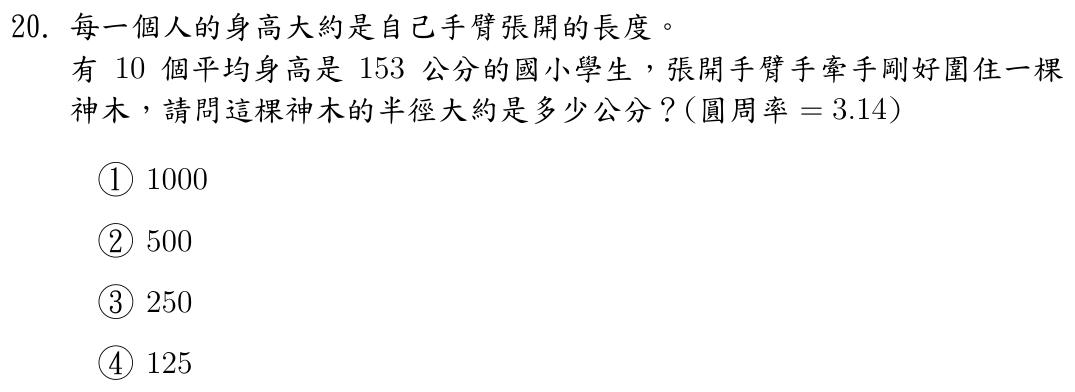 20. 每一個人的身高大約是自己手臂張開的長度。
有 10 個平均身高是 153 公分的國小學生，張開手臂手牽手剛好圍住一棵
神木，請問這棵神木的半徑大約是多少公分？(圓周率 = 3.14)
① 1000
② 500
③ 250
④ 125